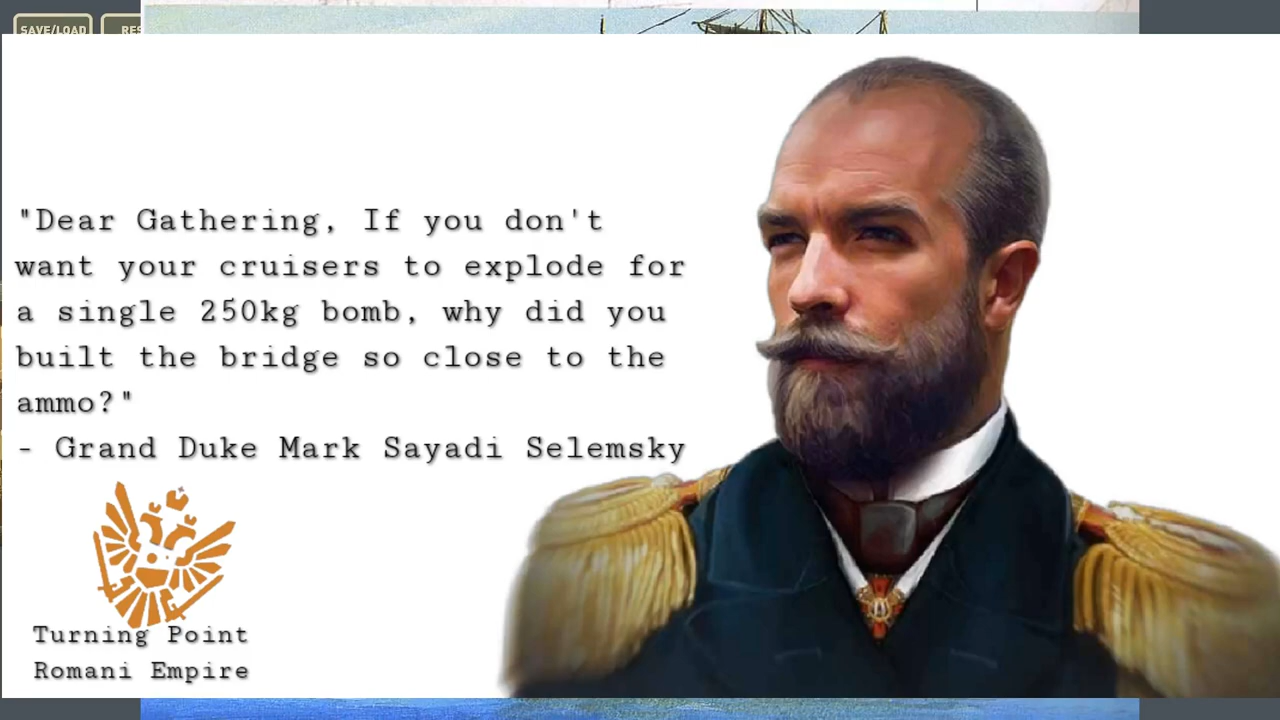 SAVE/LOAD
"Dear Gathering, If you don't
want your cruisers to explode for
a single 250kg bomb, why did you
built the bridge so close to the
ammo?"
- Grand Duke Mark Sayadi Selemsky
Turning Point
Romani Empire